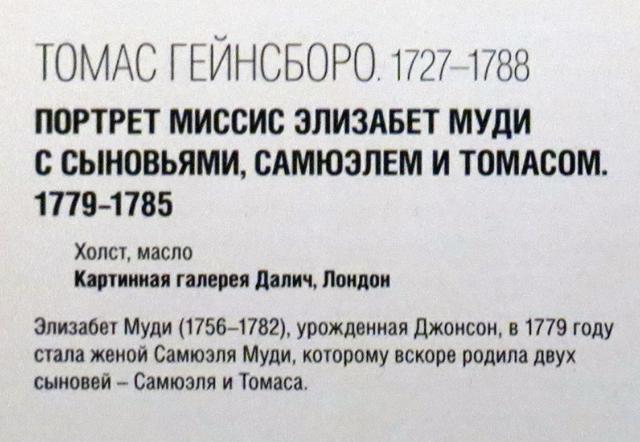 ТОМАС ГЕЙНСБОРО. 1727–1788
ПОРТРЕТ МИССИС ЭЛИЗАБЕТ МУДИ
С СЫНОВЬЯМИ, САМЮЭЛЕМ И ТОМАСОМ.
1779–1785
Холст, масло
Картинная галерея Далич, Лондон
Элизабет Муди (1756–1782), урожденная Джонсон, в 1779 году
стала женой Самюэля Муди, которому вскоре родила двух
сыновей – Самюэля и Томаса.